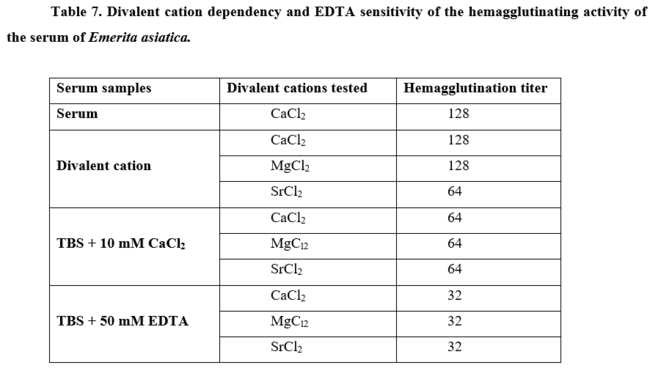 Table 7. Divalent cation dependency and EDTA sensitivity of the hemagglutinating activity of
the serum of Emerita asiatica.
Serum samples Divalent cations tested Hemagglutination titer
Serum CaCl₂ 128
CaCl₂ 128
Divalent cation MgCl₂ 128
SrCl₂ 64
CaCl₂ 64
TBS + 10 mM CaCl₂ MgC₁₂ 64
SrCl₂ 64
CaCl₂ 32
TBS + 50 mM EDTA MgC₁₂ 32
SrCl₂ 32